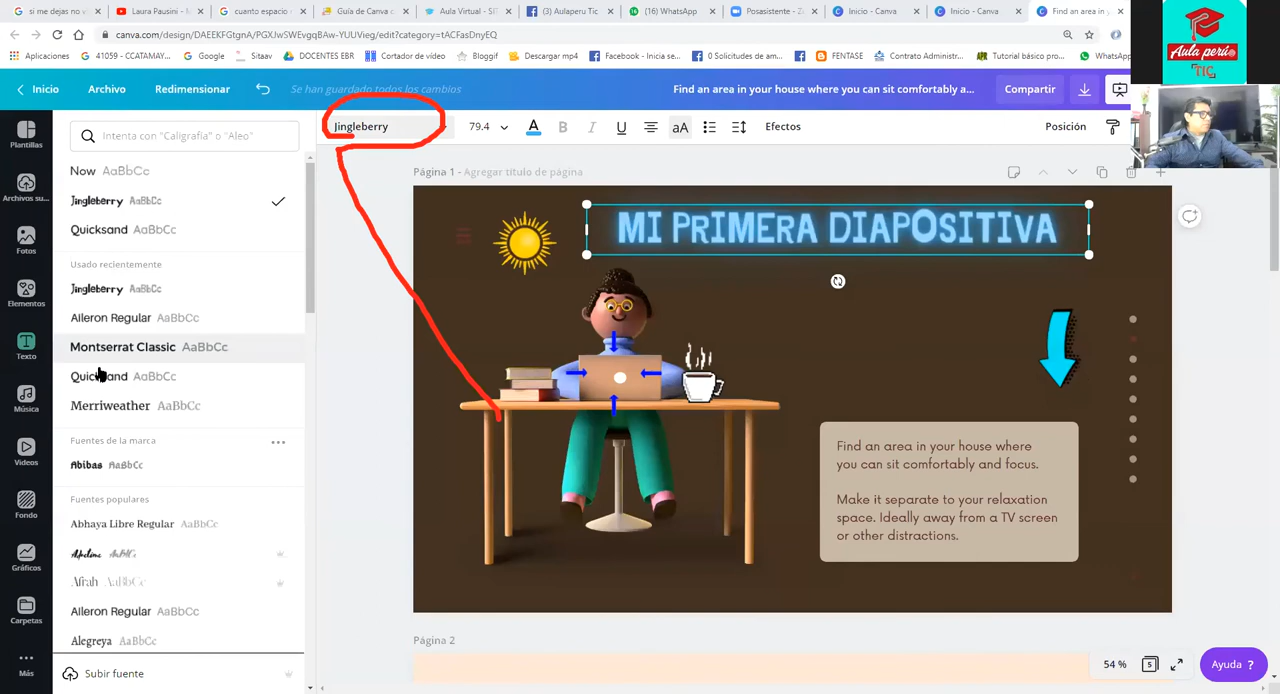 si me dejas no v
Laura Pausini - M
cuanto espacio r
Guía de Canva c
Aula Virtual - SIT
(3) Aulaperu Tic
(16) WhatsApp
Posasistente - Z
Inicio - Canva
Inicio - Canva
Find an area in y
canva.com/design/DAEEKFGtgnA/PGXJwSWEvgqBAw-YUUVieg/edit?category=tACFasDnyEQ
Aplicaciones
41059 - CCATAMAY...
Google
Sitaav
DOCENTES EBR
Cortador de vídeo
Bloggif
Descargar mp4
Facebook - Inicia se...
0 Solicitudes de am...
FENTASE
Contrato Administr...
Tutorial básico pro...
WhatsApp
Aula perú
TIC
Inicio
Archivo
Redimensionar
Se han guardado todos los cambios
Find an area in your house where you can sit comfortably a...
Compartir
Jingleberry
79.4
A
B
I
U
aA
Efectos
Posición
Plantillas
Archivos su...
Fotos
Elementos
Texto
Música
Videos
Fondo
Gráficos
Carpetas
Más
Intenta con "Caligrafía" o "Aleo"
Now AaBbCc
Jingleberry AaBbCc
Quicksand AaBbCc
Usado recientemente
Jingleberry AaBbCc
Aileron Regular AaBbCc
Montserrat Classic AaBbCc
Quicksand AaBbCc
Merriweather AaBbCc
Fuentes de la marca
Abibas AaBbCc
Fuentes populares
Abhaya Libre Regular AaBbCc
AaBbCc
Afrah AaBbCc
Aileron Regular AaBbCc
Alegreya AaBbCc
Subir fuente
Página 1 - Agregar título de página
MI PRIMERA DIAPOSITIVA
Find an area in your house where
you can sit comfortably and focus.
Make it separate to your relaxation
space. Ideally away from a TV screen
or other distractions.
Página 2
54 %
5
Ayuda ?